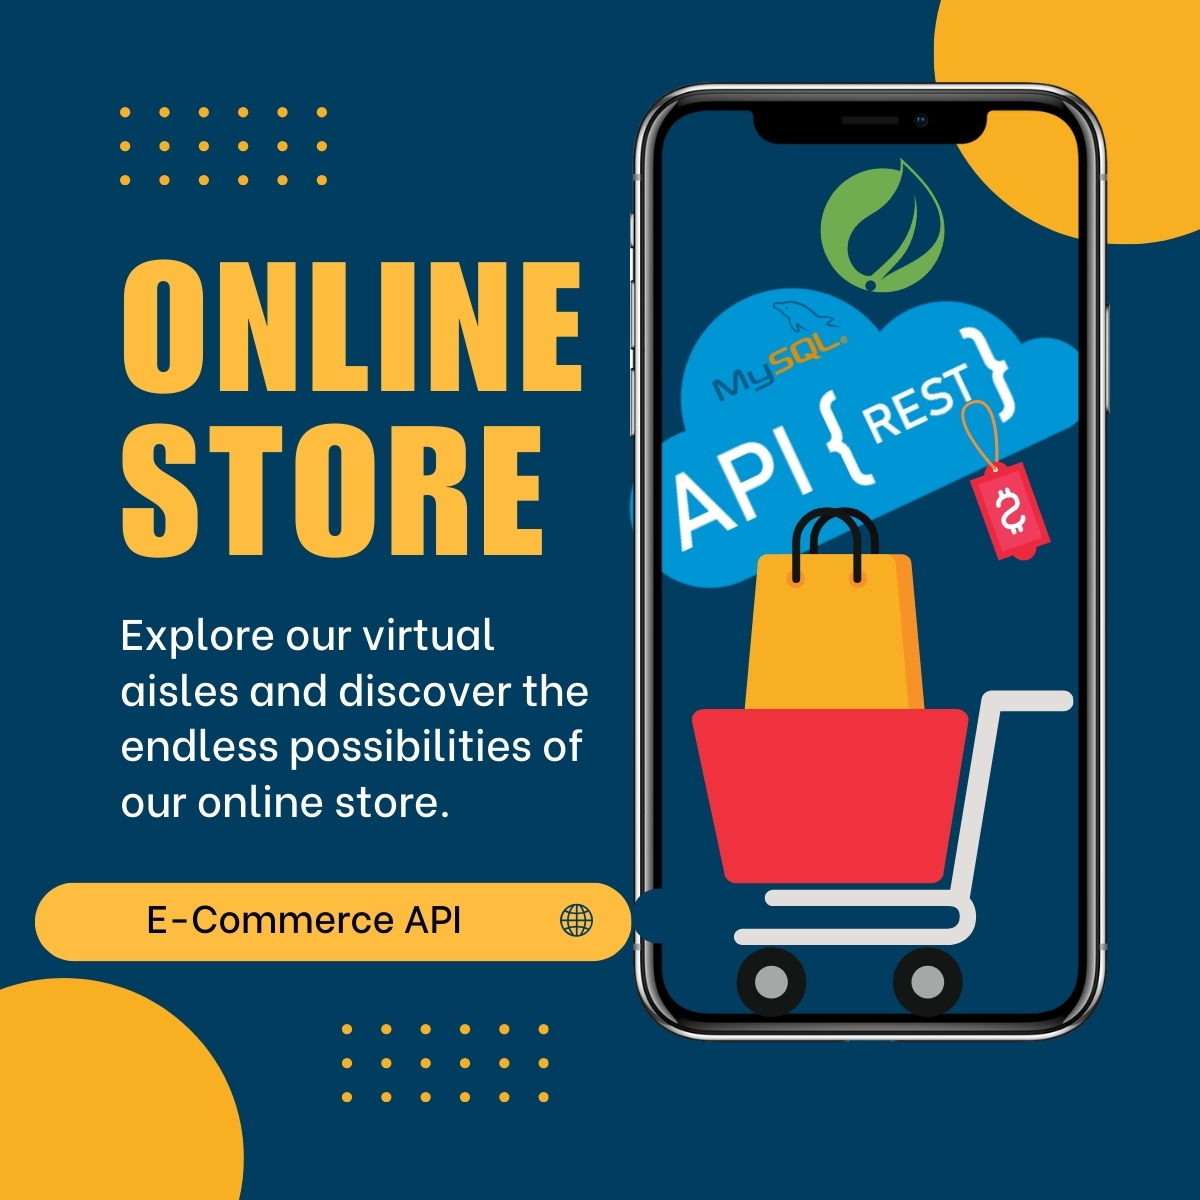 ONLINE
STORE
Explore our virtual
aisles and discover the
endless possibilities of
our online store.
E-Commerce API
MySQL®
API { REST }